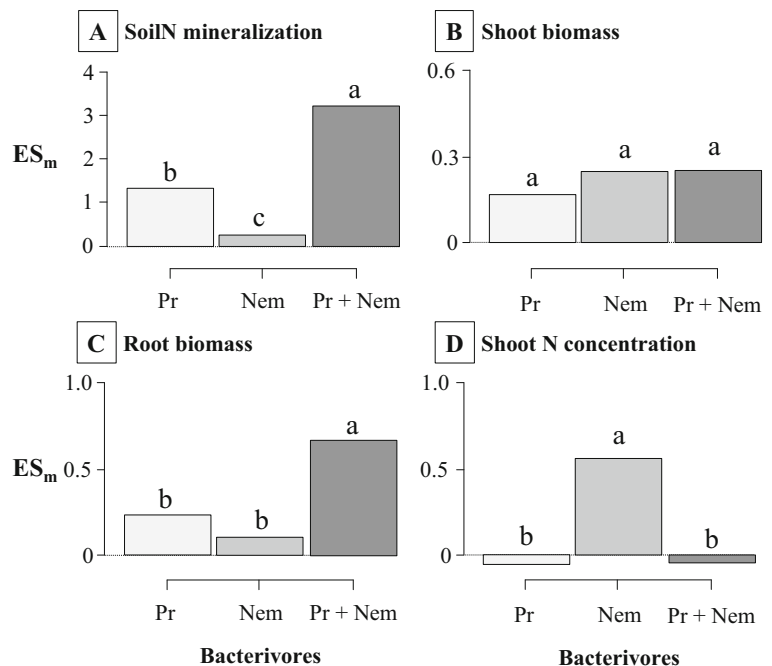 A SoilN mineralization
4
3
2
1
0
ES_m
b
c
a
Pr Nem Pr + Nem
B Shoot biomass
0.6
0.3
0
a
a
a
Pr Nem Pr + Nem
C Root biomass
1.0
0.5
0
ES_m
b
b
a
Pr Nem Pr + Nem
Bacterivores
D Shoot N concentration
1.0
0.5
0
b
a
b
Pr Nem Pr + Nem
Bacterivores